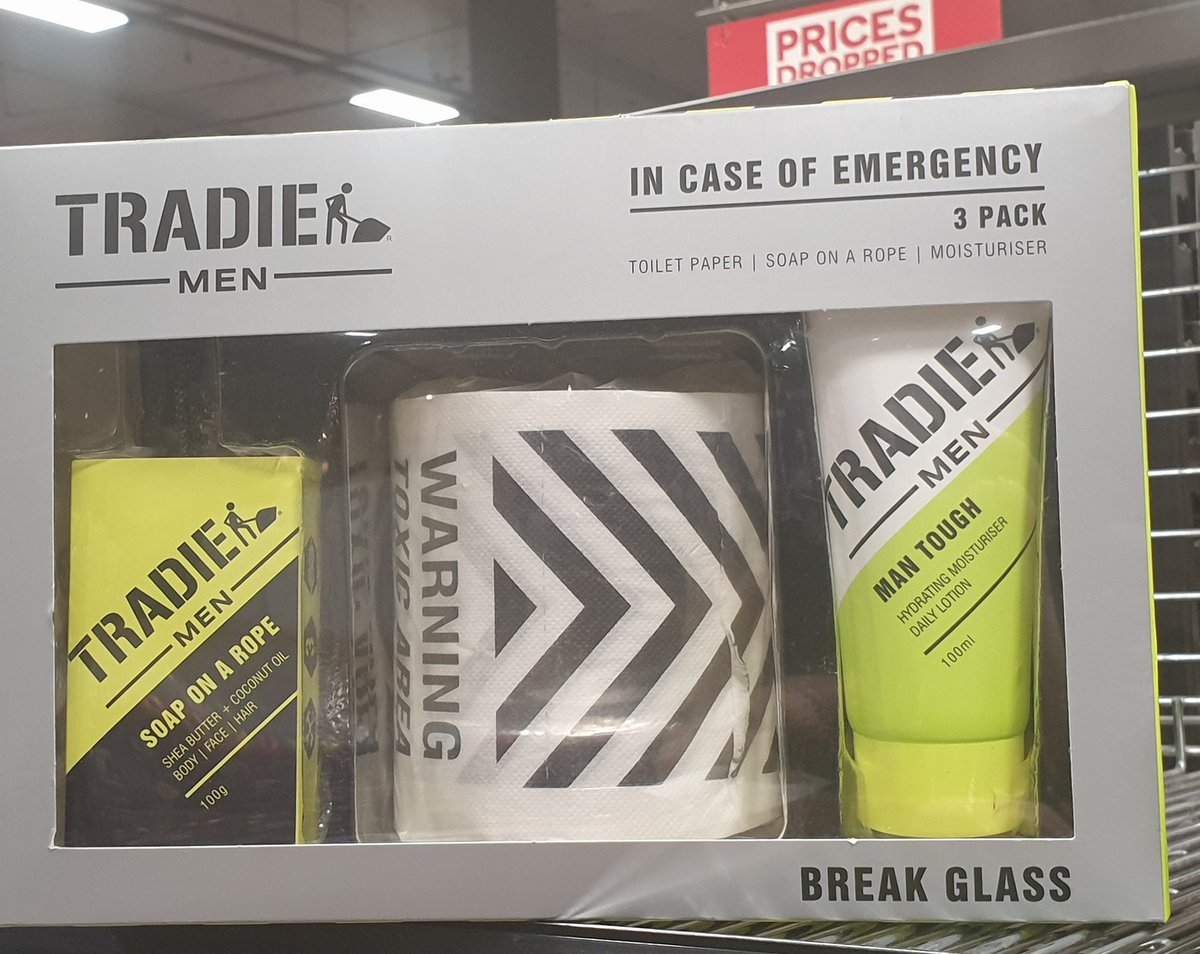 PRICES
DROPPED
TRADIE
MEN
IN CASE OF EMERGENCY
3 PACK
TOILET PAPER | SOAP ON A ROPE | MOISTURISER
TRADIE
MEN
SOAP ON A ROPE
SHEA BUTTER + COCONUT OIL
BODY | FACE | HAIR
100g
WARNING
TOXIC AREA
TRADIE
MEN
MAN TOUGH
HYDRATING MOISTURISER
DAILY LOTION
100ml
BREAK GLASS